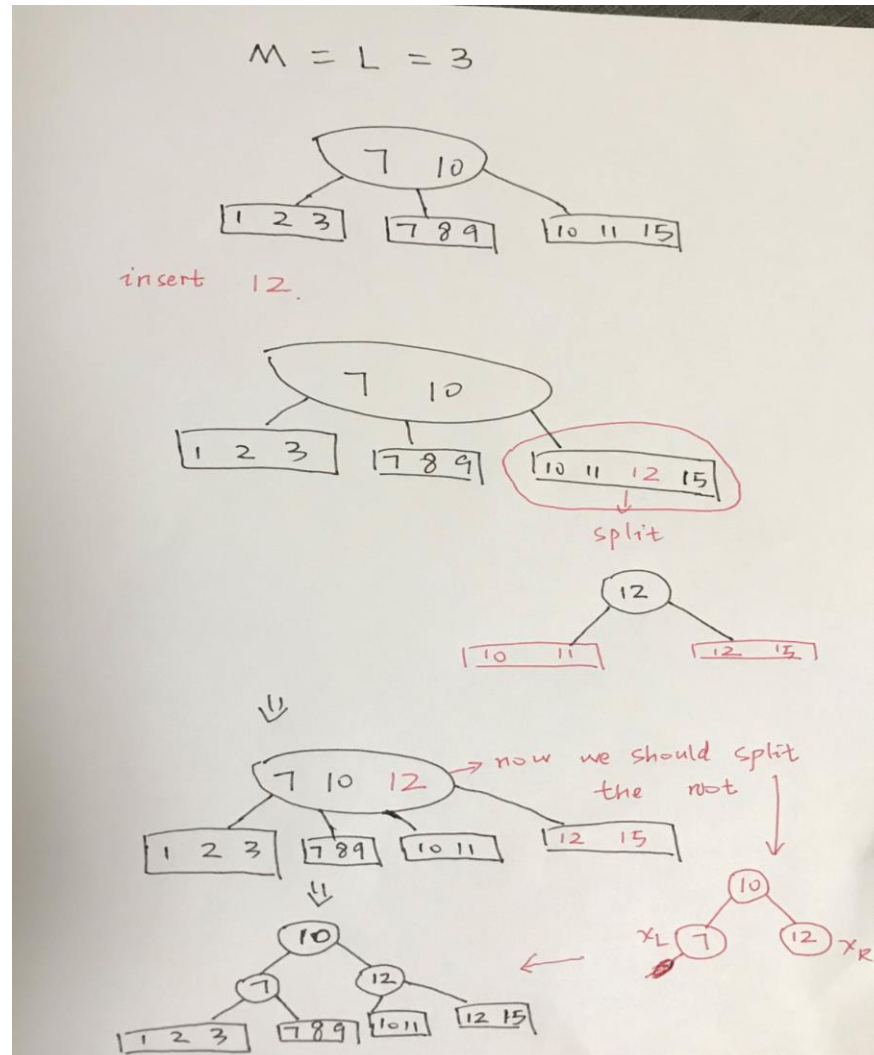 M = L = 3
7 10
1 2 3 7 8 9 10 11 15
insert 12.
7 10
1 2 3 7 8 9 10 11 12 15
split
12
10 11 12 15
7 10 12 now we should split
the root
1 2 3 7 8 9 10 11 12 15
10
xL 7 12 xR
10
7 12
1 2 3 7 8 9 10 11 12 15